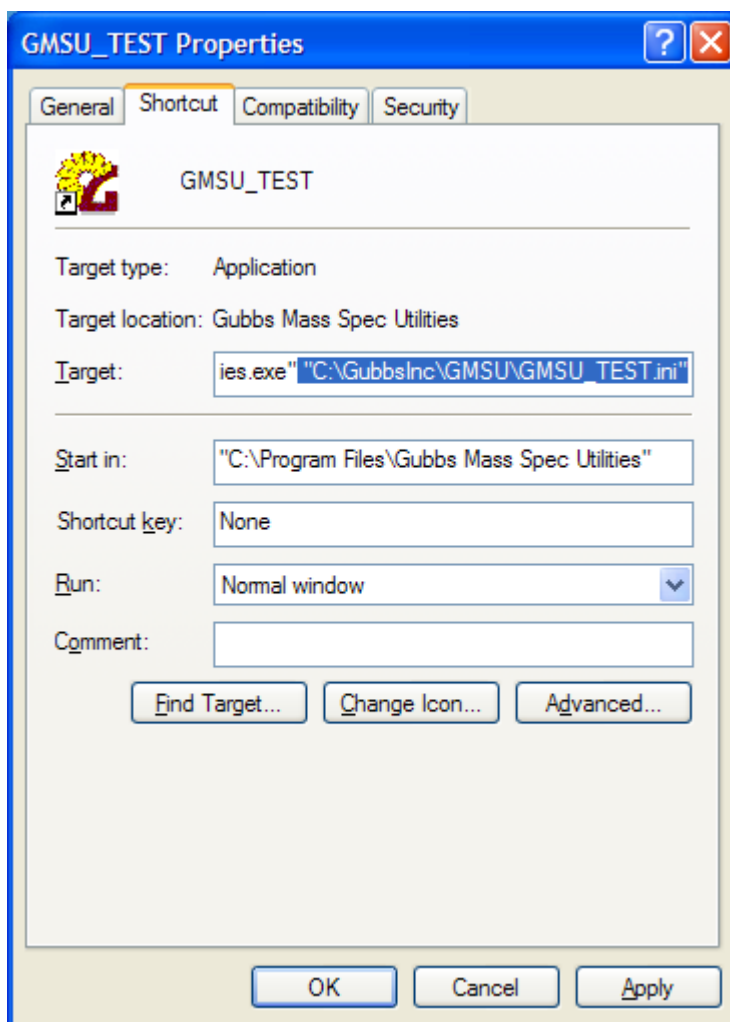 GMSU_TEST Properties
General Shortcut Compatibility Security
GMSU_TEST
Target type: Application
Target location: Gubbs Mass Spec Utilities
Target: ies.exe" "C:\GubbsInc\GMSU\GMSU_TEST.ini"
Start in: "C:\Program Files\Gubbs Mass Spec Utilities"
Shortcut key: None
Run: Normal window
Comment:
Find Target... Change Icon... Advanced...
OK Cancel Apply